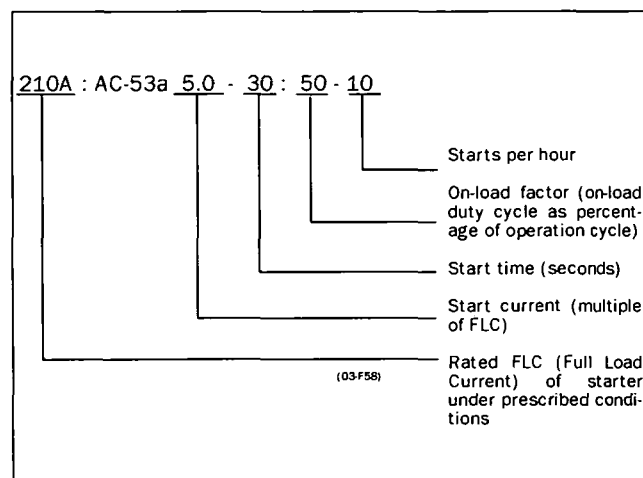 210A : AC-53a 5.0 - 30 : 50 - 10
Starts per hour
On-load factor (on-load
duty cycle as percent-
age of operation cycle)
Start time (seconds)
Start current (multiple
of FLC)
(03-F58)
Rated FLC (Full Load
Current) of starter
under prescribed condi-
tions